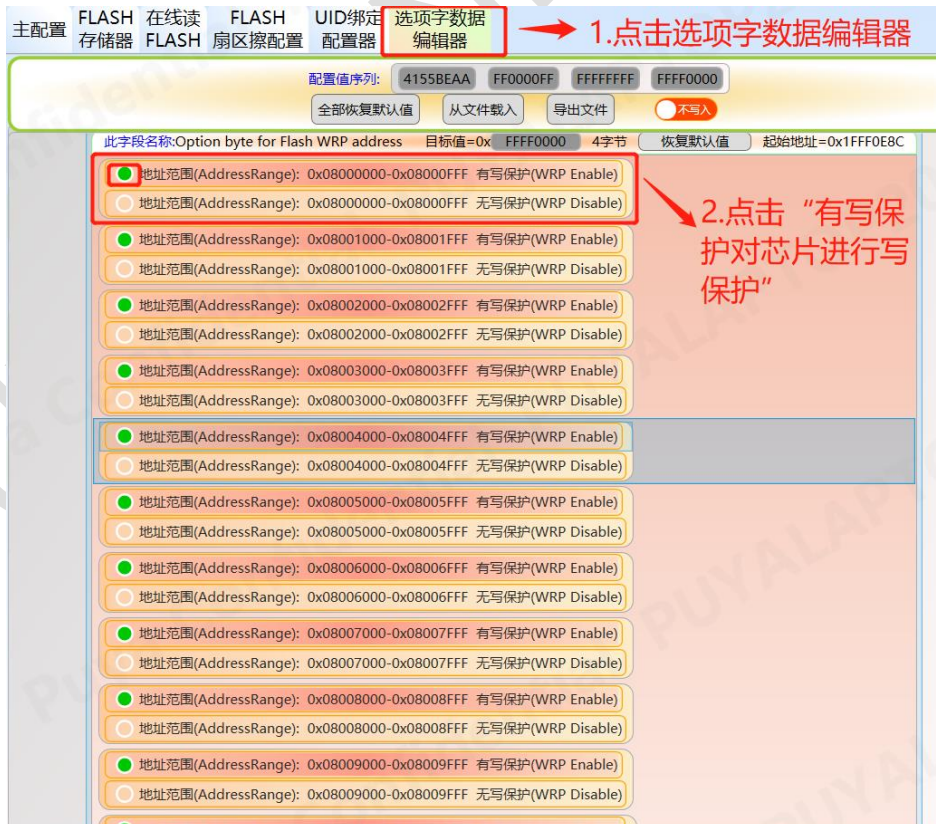 主配置 FLASH存储器 在线读FLASH FLASH扇区擦配置 UID绑定配置器 选项字数据编辑器 1.点击选项字数据编辑器
配置值序列: 4155BEAA FF0000FF FFFFFFFF FFFF0000
全部恢复默认值 从文件载入 导出文件 不写入
此字段名称:Option byte for Flash WRP address 目标值=0x FFFF0000 4字节 恢复默认值 起始地址=0x1FFF0E8C
地址范围(AddressRange): 0x08000000-0x08000FFF 有写保护(WRP Enable)
地址范围(AddressRange): 0x08000000-0x08000FFF 无写保护(WRP Disable)
2.点击“有写保
护对芯片进行写
保护”
地址范围(AddressRange): 0x08001000-0x08001FFF 有写保护(WRP Enable)
地址范围(AddressRange): 0x08001000-0x08001FFF 无写保护(WRP Disable)
地址范围(AddressRange): 0x08002000-0x08002FFF 有写保护(WRP Enable)
地址范围(AddressRange): 0x08002000-0x08002FFF 无写保护(WRP Disable)
地址范围(AddressRange): 0x08003000-0x08003FFF 有写保护(WRP Enable)
地址范围(AddressRange): 0x08003000-0x08003FFF 无写保护(WRP Disable)
地址范围(AddressRange): 0x08004000-0x08004FFF 有写保护(WRP Enable)
地址范围(AddressRange): 0x08004000-0x08004FFF 无写保护(WRP Disable)
地址范围(AddressRange): 0x08005000-0x08005FFF 有写保护(WRP Enable)
地址范围(AddressRange): 0x08005000-0x08005FFF 无写保护(WRP Disable)
地址范围(AddressRange): 0x08006000-0x08006FFF 有写保护(WRP Enable)
地址范围(AddressRange): 0x08006000-0x08006FFF 无写保护(WRP Disable)
地址范围(AddressRange): 0x08007000-0x08007FFF 有写保护(WRP Enable)
地址范围(AddressRange): 0x08007000-0x08007FFF 无写保护(WRP Disable)
地址范围(AddressRange): 0x08008000-0x08008FFF 有写保护(WRP Enable)
地址范围(AddressRange): 0x08008000-0x08008FFF 无写保护(WRP Disable)
地址范围(AddressRange): 0x08009000-0x08009FFF 有写保护(WRP Enable)
地址范围(AddressRange): 0x08009000-0x08009FFF 无写保护(WRP Disable)